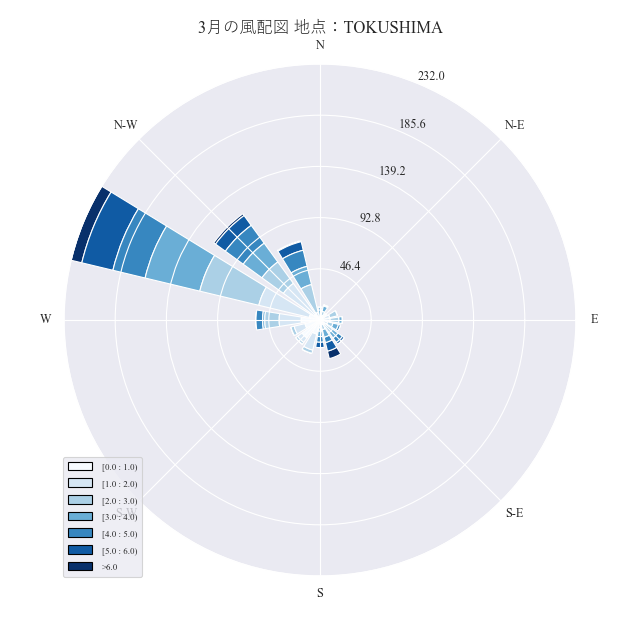 3月の風配図 地点：TOKUSHIMA
N
232.0
N-W
N-E
185.6
139.2
92.8
46.4
W
E
[0.0 : 1.0)
[1.0 : 2.0)
[2.0 : 3.0)
S-W
S-E
[3.0 : 4.0)
[4.0 : 5.0)
[5.0 : 6.0)
>6.0
S